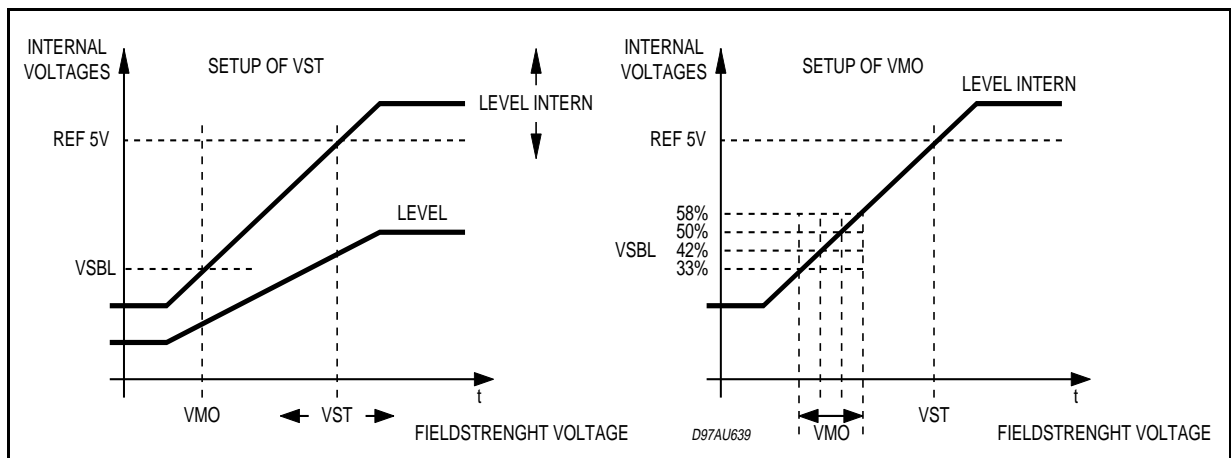 INTERNAL
VOLTAGES
SETUP OF VST
LEVEL INTERN
REF 5V
LEVEL
VSBL
t
VMO
VST
FIELDSTRENGHT VOLTAGE
INTERNAL
VOLTAGES
SETUP OF VMO
LEVEL INTERN
REF 5V
58%
50%
VSBL 42%
33%
t
D97AU639
VMO
VST
FIELDSTRENGHT VOLTAGE